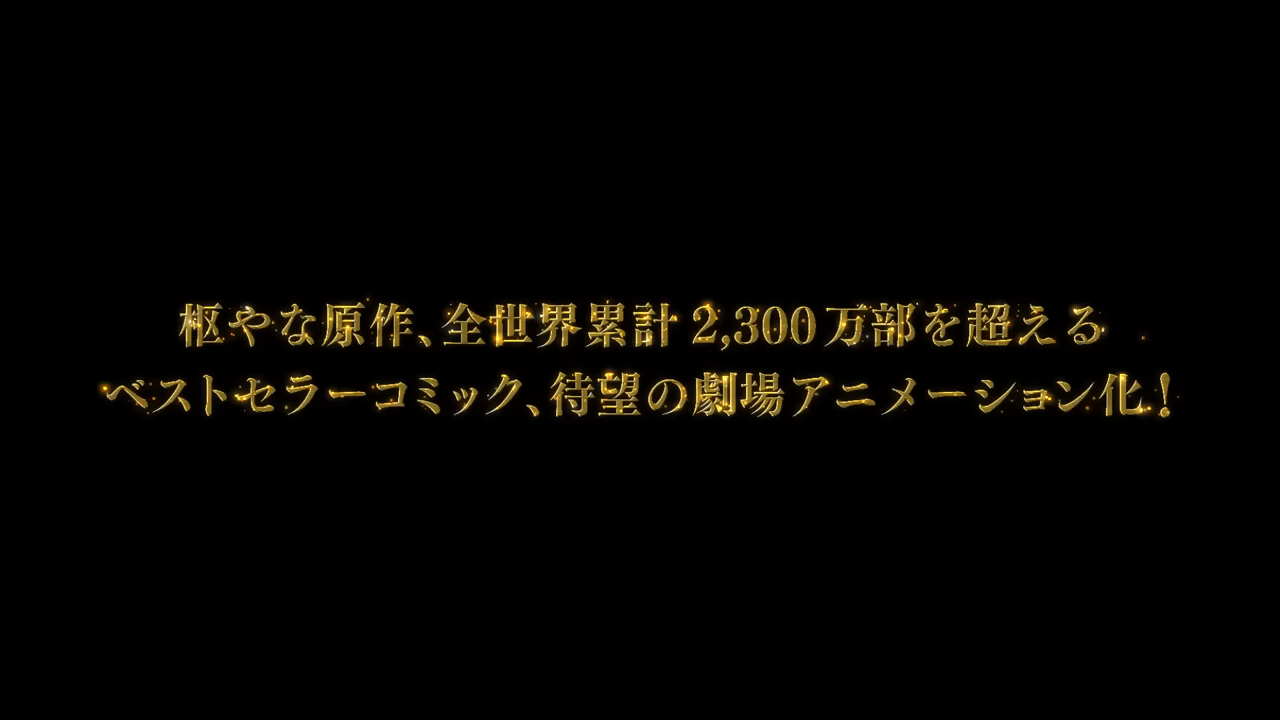 枢やな原作、全世界累計2,300万部を超える
ベストセラーコミック、待望の劇場アニメーション化！